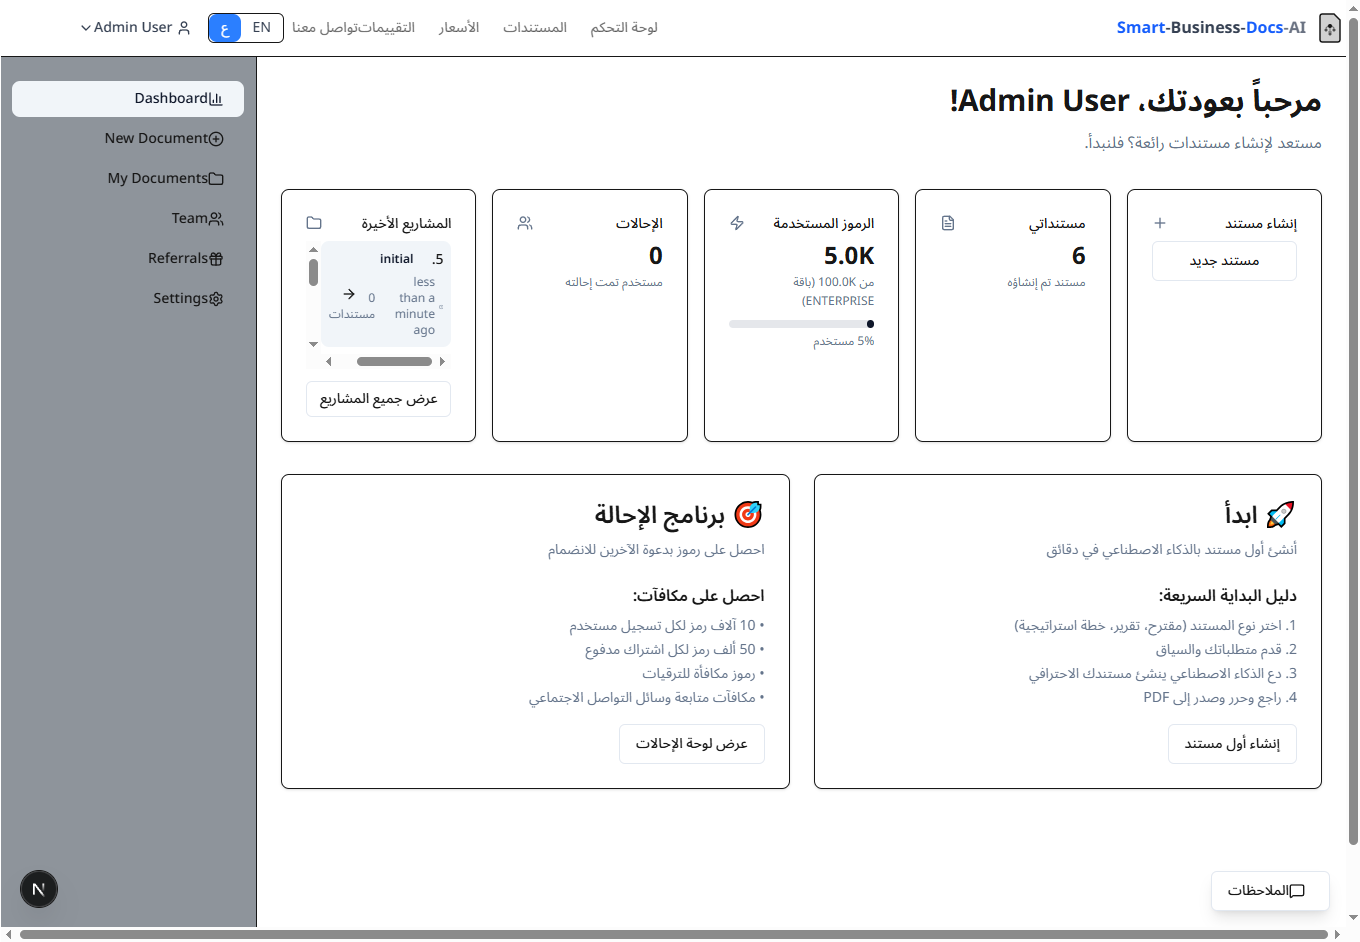 Smart-Business-Docs-AI
لوحة التحكم
المستندات
الأسعار
التقييمات
تواصل معنا
EN
ع
Admin User
Dashboard
New Document
My Documents
Team
Referrals
Settings
مرحباً بعودتك، Admin User!
مستعد لإنشاء مستندات رائعة؟ فلنبدأ.
إنشاء مستند
مستند جديد
مستنداتي
6
مستند تم إنشاؤه
الرموز المستخدمة
5.0K
من 100.0K (باقة
ENTERPRISE)
5% مستخدم
الإحالات
0
مستخدم تمت إحالته
المشاريع الأخيرة
5.
initial
less
than a
minute
ago
0
مستندات
عرض جميع المشاريع
🚀 ابدأ
أنشئ أول مستند بالذكاء الاصطناعي في دقائق
دليل البداية السريعة:
1. اختر نوع المستند (مقترح، تقرير، خطة استراتيجية)
2. قدم متطلباتك والسياق
3. دع الذكاء الاصطناعي ينشئ مستندك الاحترافي
4. راجع وحرر وصدر إلى PDF
إنشاء أول مستند
🎯 برنامج الإحالة
احصل على رموز بدعوة الآخرين للانضمام
احصل على مكافآت:
• 10 آلاف رمز لكل تسجيل مستخدم
• 50 ألف رمز لكل اشتراك مدفوع
• رموز مكافأة للترقيات
• مكافآت متابعة وسائل التواصل الاجتماعي
عرض لوحة الإحالات
الملاحظات
N